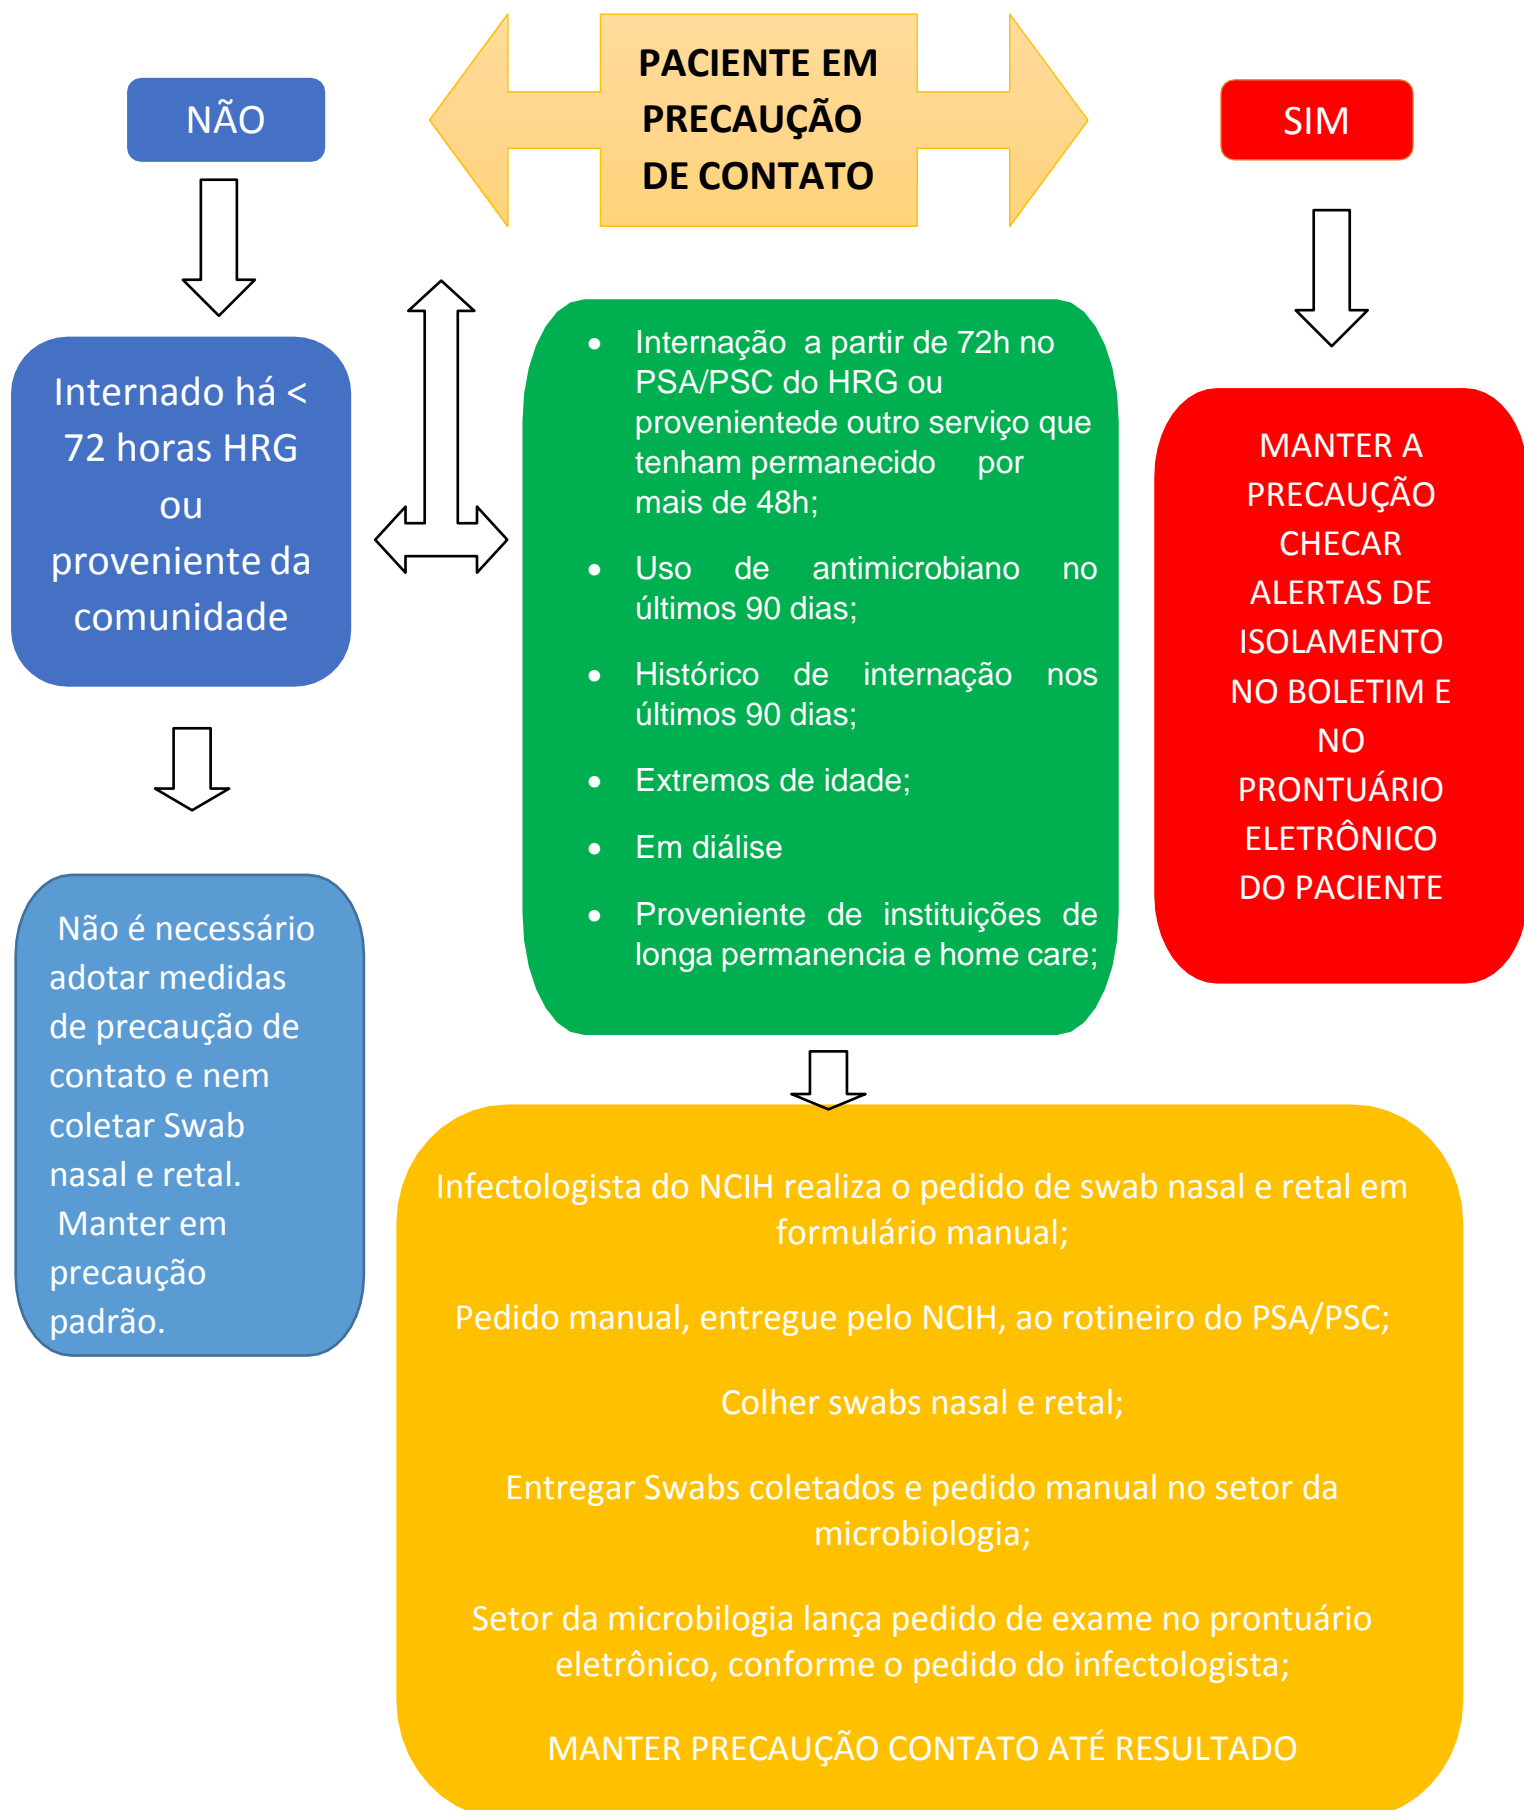 PACIENTE EM
PRECAUÇÃO
DE CONTATO
NÃO
SIM
Internado há <
72 horas HRG
ou
proveniente da
comunidade
Não é necessário
adotar medidas
de precaução de
contato e nem
coletar Swab
nasal e retal.
Manter em
precaução
padrão.
• Internação a partir de 72h no
PSA/PSC do HRG ou
provenientede outro serviço que
tenham permanecido por
mais de 48h;
• Uso de antimicrobiano no
últimos 90 dias;
• Histórico de internação nos
últimos 90 dias;
• Extremos de idade;
• Em diálise
• Proveniente de instituições de
longa permanencia e home care;
MANTER A
PRECAUÇÃO
CHECAR
ALERTAS DE
ISOLAMENTO
NO BOLETIM E
NO
PRONTUÁRIO
ELETRÔNICO
DO PACIENTE
Infectologista do NCIH realiza o pedido de swab nasal e retal em
formulário manual;
Pedido manual, entregue pelo NCIH, ao rotineiro do PSA/PSC;
Colher swabs nasal e retal;
Entregar Swabs coletados e pedido manual no setor da
microbiologia;
Setor da microbilogia lança pedido de exame no prontuário
eletrônico, conforme o pedido do infectologista;
MANTER PRECAUÇÃO CONTATO ATÉ RESULTADO